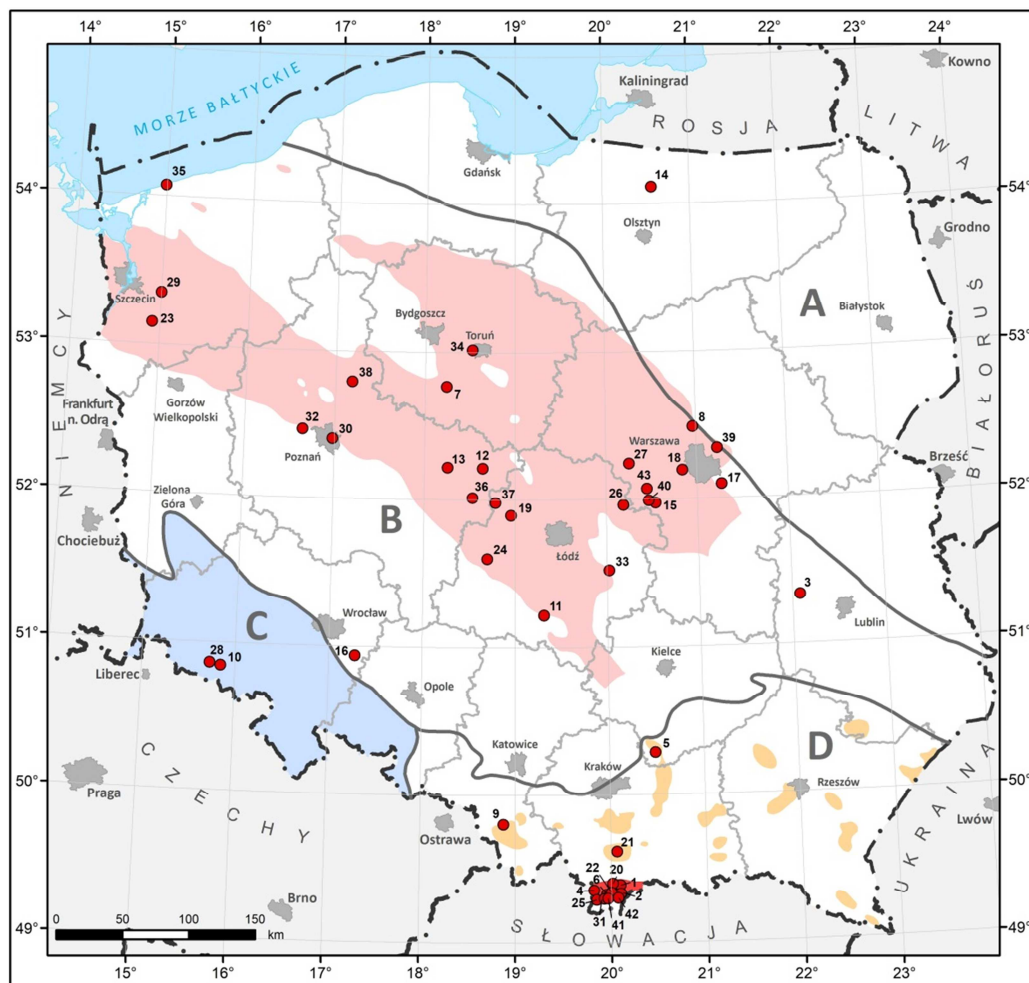 14° 15° 16° 17° 18° 19° 20° 21° 22° 23° 24°
Kowno
Kaliningrad
MORZE BAŁTYCKIE
ROSJA
LITWA
Gdańsk
54° 35 14 54°
Olsztyn
Grodno
29
Szczecin
A
Białystok
23
Bydgoszcz
Toruń
34
53° 53°
38
7
Gorzów
Wielkopolski
Frankfurt
n. Odrą
NIEMCY
BIAŁORUŚ
32
30
Poznań
8
39
Warszawa
27
18
17
Brześć
13 12
43
40
15
26
52° 52°
36
37
19
Zielona
Góra
Chociebuż
B
Łódź
24
33
3
11
Lublin
51° 51°
C
Wrocław
16
28 10
Liberec
Opole
Kielce
5
D
Katowice
Kraków
Rzeszów
50° 50°
Praga
CZECHY
9
Ostrawa
21
UKRAINA
Lwów
22 20
6 1
4 2
25
31 42
41
Brno
0 50 100 150
km
SŁOWACJA
49° 49°
15° 16° 17° 18° 19° 20° 21° 22° 23°